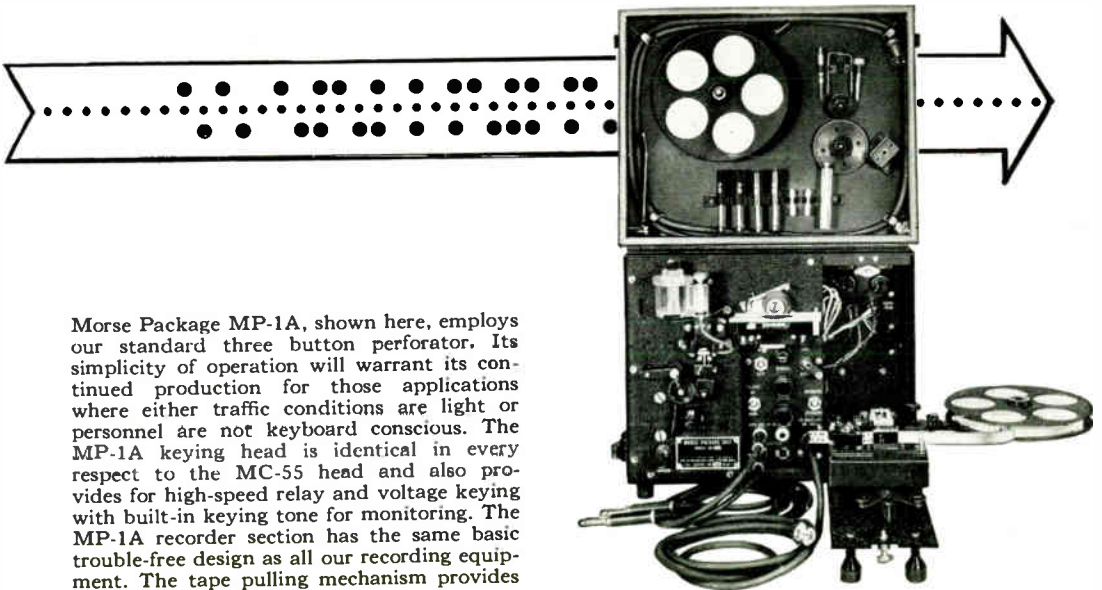 Morse Package MP-1A, shown here, employs
our standard three button perforator. Its
simplicity of operation will warrant its con-
tinued production for those applications
where either traffic conditions are light or
personnel are not keyboard conscious. The
MP-1A keying head is identical in every
respect to the MC-55 head and also pro-
vides for high-speed relay and voltage keying
with built-in keying tone for monitoring. The
MP-1A recorder section has the same basic
trouble-free design as all our recording equip-
ment. The tape pulling mechanism provides